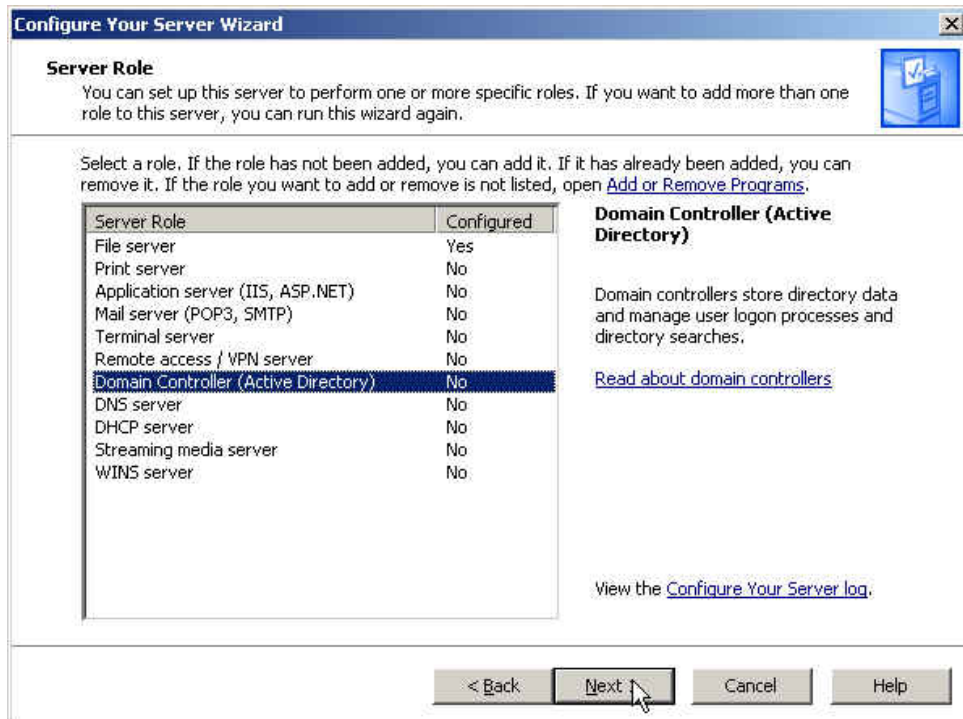 Configure Your Server Wizard
Server Role
You can set up this server to perform one or more specific roles. If you want to add more than one
role to this server, you can run this wizard again.
Select a role. If the role has not been added, you can add it. If it has already been added, you can
remove it. If the role you want to add or remove is not listed, open Add or Remove Programs.
Server Role Configured
File server Yes
Print server No
Application server (IIS, ASP.NET) No
Mail server (POP3, SMTP) No
Terminal server No
Remote access / VPN server No
Domain Controller (Active Directory) No
DNS server No
DHCP server No
Streaming media server No
WINS server No
Domain Controller (Active
Directory)
Domain controllers store directory data
and manage user logon processes and
directory searches.
Read about domain controllers
View the Configure Your Server log.
< Back Next > Cancel Help